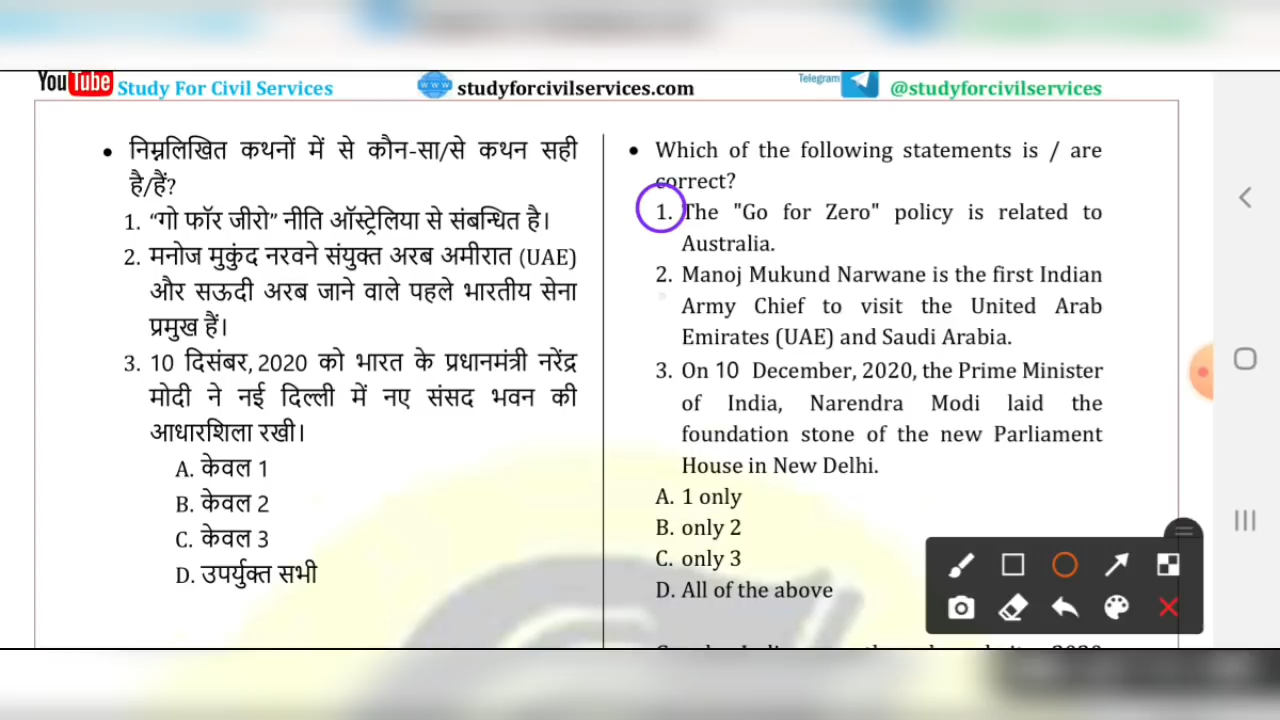 YouTube Study For Civil Services
www studyforcivilservices.com
Telegram @studyforcivilservices
• निम्नलिखित कथनों में से कौन-सा/से कथन सही
है/हैं?
1. “गो फॉर जीरो” नीति ऑस्ट्रेलिया से संबन्धित है।
2. मनोज मुकुंद नरवने संयुक्त अरब अमीरात (UAE)
और सऊदी अरब जाने वाले पहले भारतीय सेना
प्रमुख हैं।
3. 10 दिसंबर, 2020 को भारत के प्रधानमंत्री नरेंद्र
मोदी ने नई दिल्ली में नए संसद भवन की
आधारशिला रखी।
A. केवल 1
B. केवल 2
C. केवल 3
D. उपर्युक्त सभी
• Which of the following statements is / are
correct?
1. The "Go for Zero" policy is related to
Australia.
2. Manoj Mukund Narwane is the first Indian
Army Chief to visit the United Arab
Emirates (UAE) and Saudi Arabia.
3. On 10 December, 2020, the Prime Minister
of India, Narendra Modi laid the
foundation stone of the new Parliament
House in New Delhi.
A. 1 only
B. only 2
C. only 3
D. All of the above